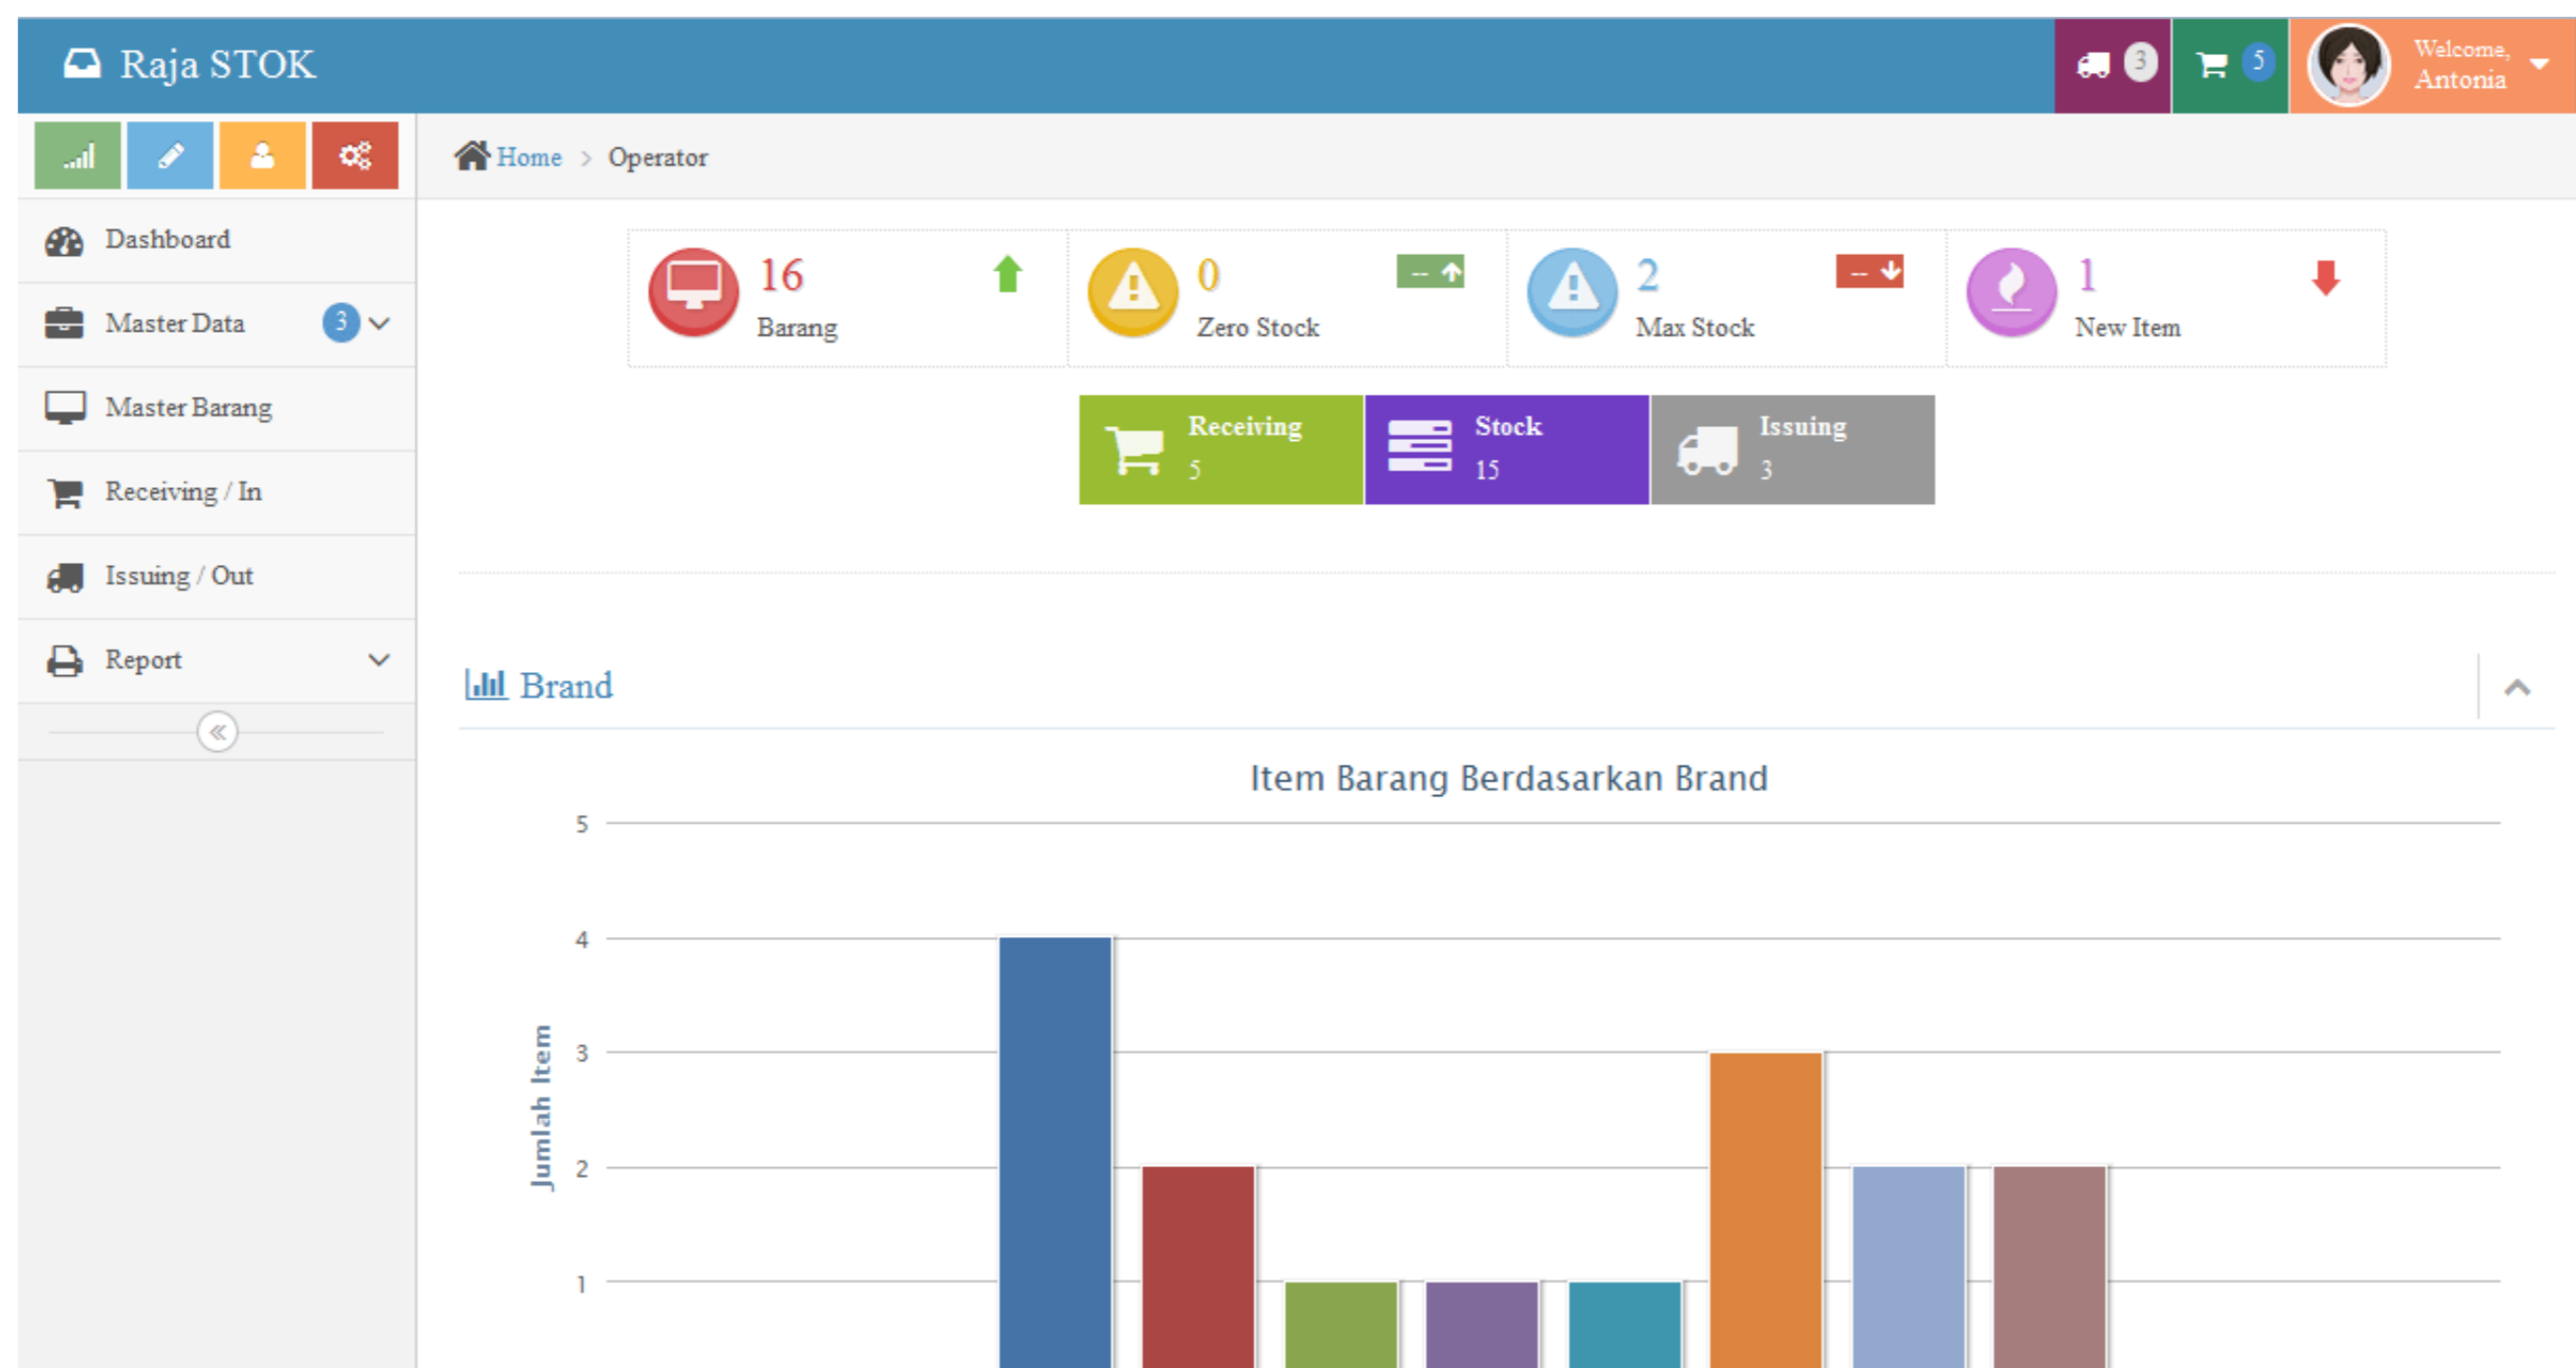 Raja STOK
3
5
Welcome,
Antonia
Home > Operator
Dashboard
Master Data 3
Master Barang
Receiving / In
Issuing / Out
Report
16
Barang
0
Zero Stock
--
2
Max Stock
--
1
New Item
Receiving
5
Stock
15
Issuing
3
Brand
Item Barang Berdasarkan Brand
Jumlah Item
5
4
3
2
1